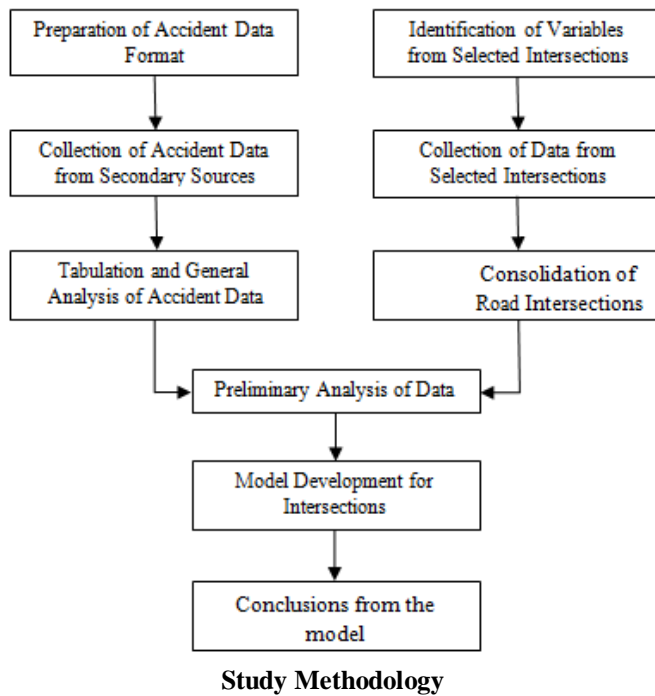 Preparation of Accident Data
Format
Identification of Variables
from Selected Intersections
Collection of Accident Data
from Secondary Sources
Collection of Data from
Selected Intersections
Tabulation and General
Analysis of Accident Data
Consolidation of
Road Intersections
Preliminary Analysis of Data
Model Development for
Intersections
Conclusions from the
model
Study Methodology